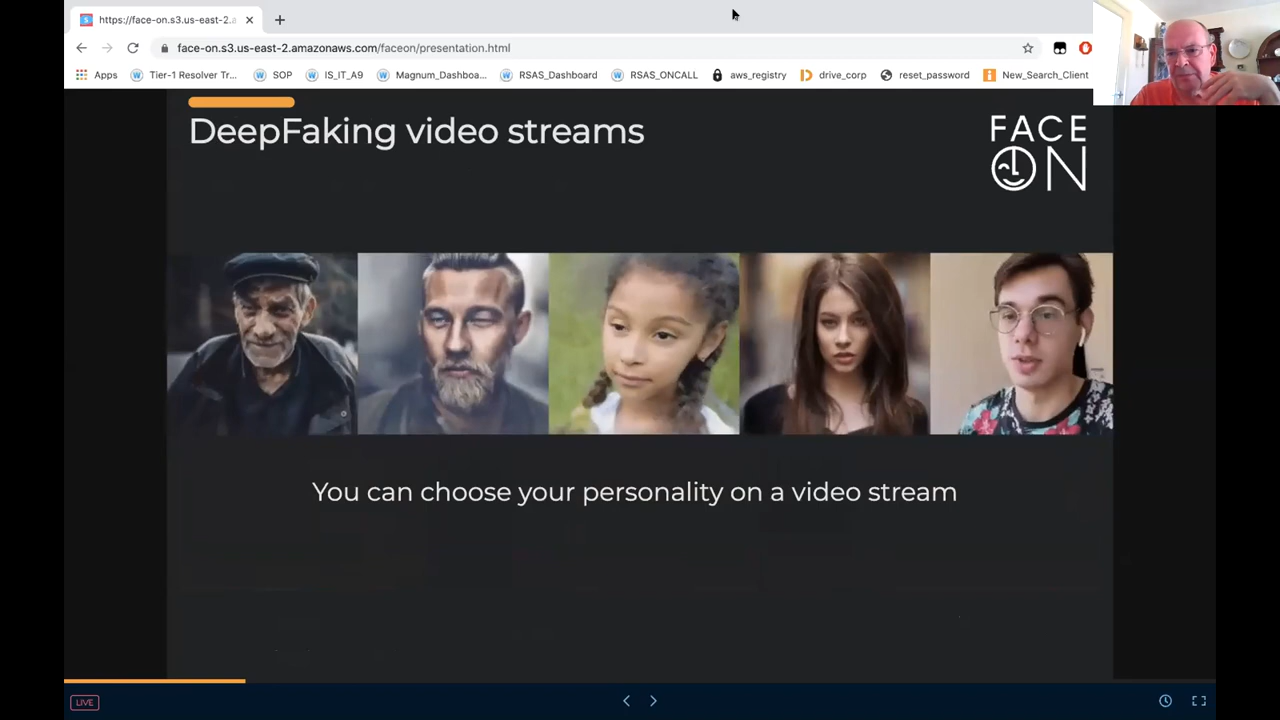 https://face-on.s3.us-east-2.a
face-on.s3.us-east-2.amazonaws.com/faceon/presentation.html
Apps Tier-1 Resolver Tr... SOP IS_IT_A9 Magnum_Dashboa... RSAS_Dashboard RSAS_ONCALL aws_registry drive_corp reset_password New_Search_Client
DeepFaking video streams
FACE
ON
You can choose your personality on a video stream
LIVE